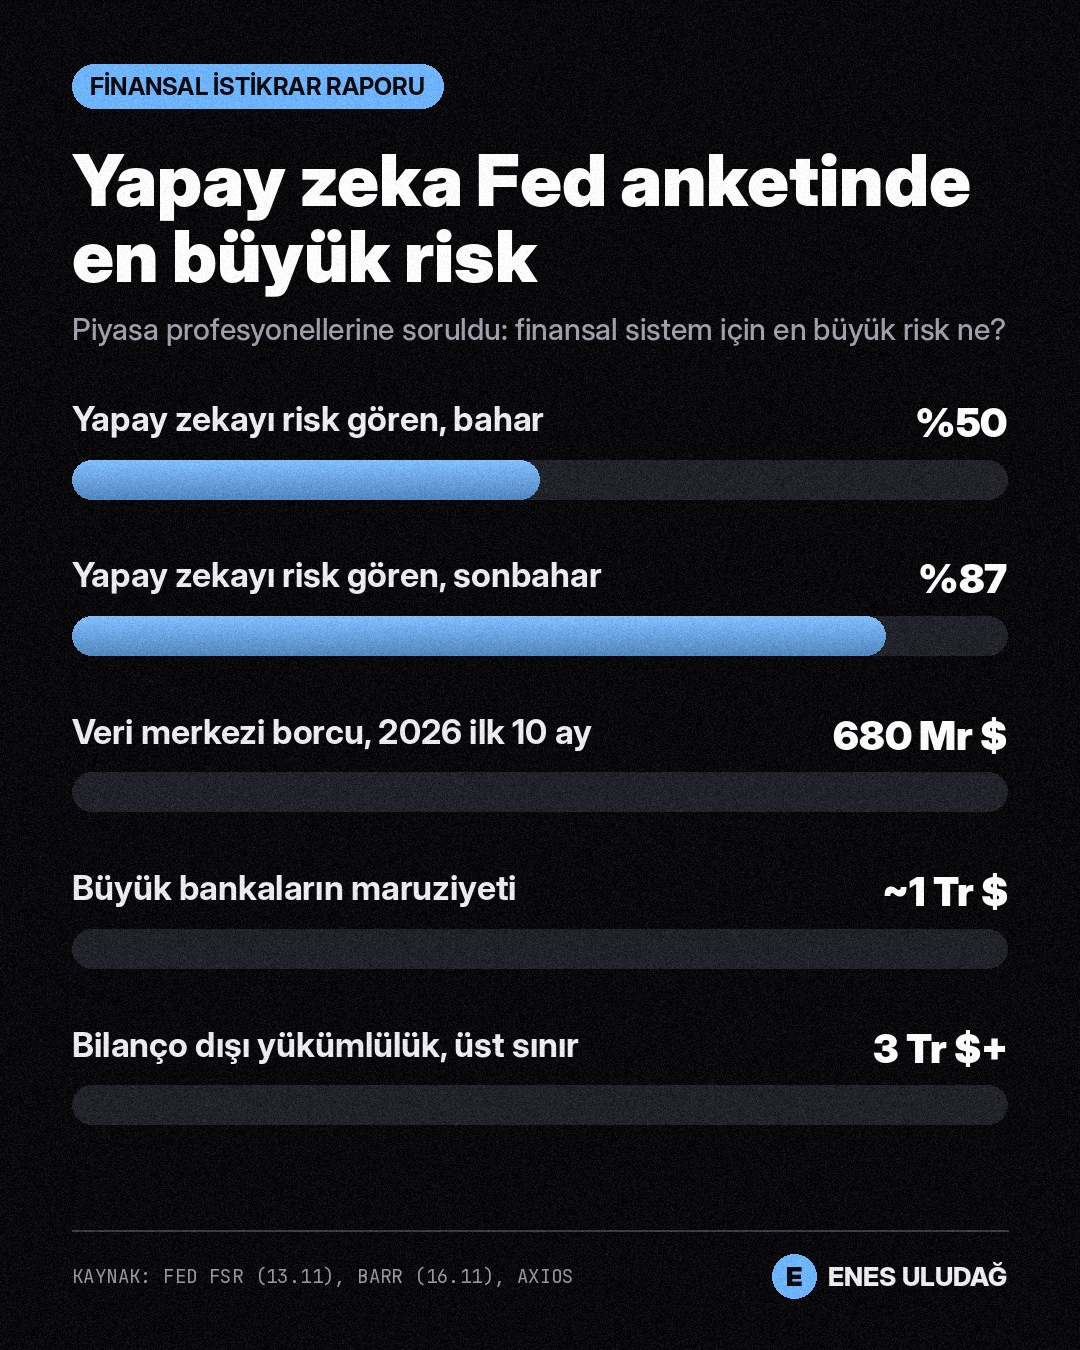 FİNANSAL İSTİKRAR RAPORU
Yapay zeka Fed anketinde
en büyük risk
Piyasa profesyonellerine soruldu: finansal sistem için en büyük risk ne?
Yapay zekayı risk gören, bahar %50
Yapay zekayı risk gören, sonbahar %87
Veri merkezi borcu, 2026 ilk 10 ay 680 Mr $
Büyük bankaların maruziyeti ~1 Tr $
Bilanço dışı yükümlülük, üst sınır 3 Tr $+
KAYNAK: FED FSR (13.11), BARR (16.11), AXIOS
E ENES ULUDAĞ